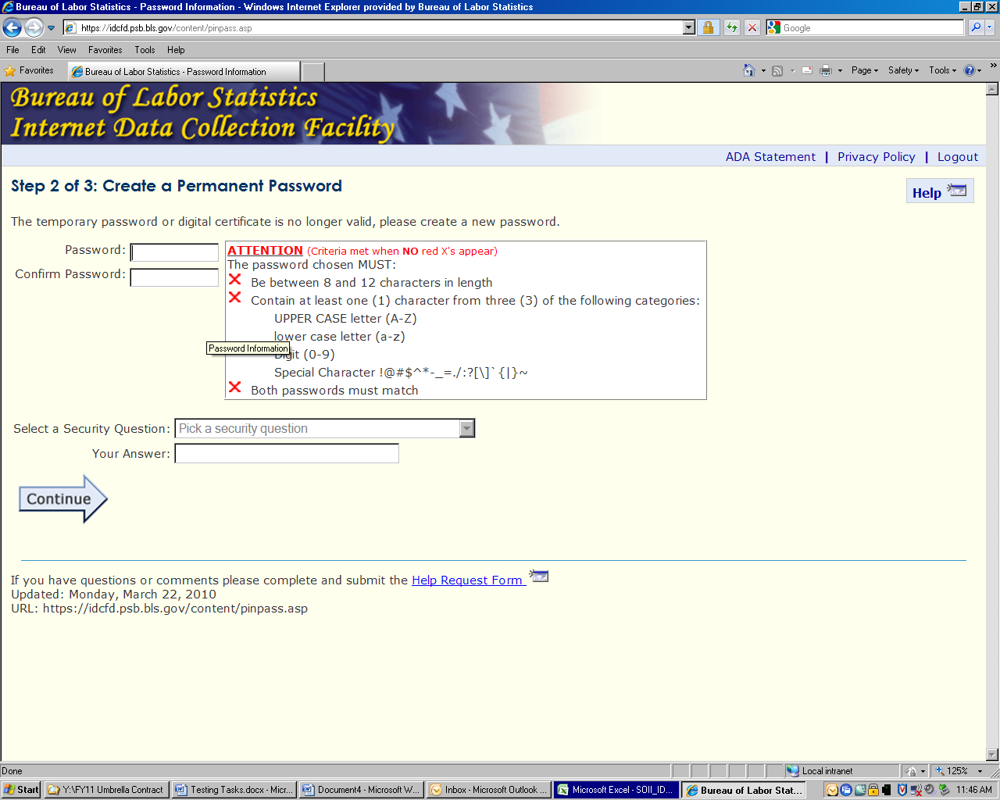 Bureau of Labor Statistics - Password Information - Windows Internet Explorer provided by Bureau of Labor Statistics
https://idcfd.psb.bls.gov/content/pinpass.asp
Google
File Edit View Favorites Tools Help
Favorites
Bureau of Labor Statistics - Password Information
Page Safety Tools
Bureau of Labor Statistics
Internet Data Collection Facility
ADA Statement | Privacy Policy | Logout
Step 2 of 3: Create a Permanent Password
Help
The temporary password or digital certificate is no longer valid, please create a new password.
Password:
Confirm Password:
ATTENTION (Criteria met when NO red X's appear)
The password chosen MUST:
Be between 8 and 12 characters in length
Contain at least one (1) character from three (3) of the following categories:
UPPER CASE letter (A-Z)
lower case letter (a-z)
Password Information
Digit (0-9)
Special Character !@#$^*-_=./:?[\]`{|}~
Both passwords must match
Select a Security Question: Pick a security question
Your Answer:
Continue
If you have questions or comments please complete and submit the Help Request Form
Updated: Monday, March 22, 2010
URL: https://idcfd.psb.bls.gov/content/pinpass.asp
Done
Local intranet
125%
Start
Y:\FY11 Umbrella Contract
Testing Tasks.docx - Micr...
Document4 - Microsoft W...
Inbox - Microsoft Outlook ...
Microsoft Excel - SOII_ID...
Bureau of Labor Stat...
11:46 AM